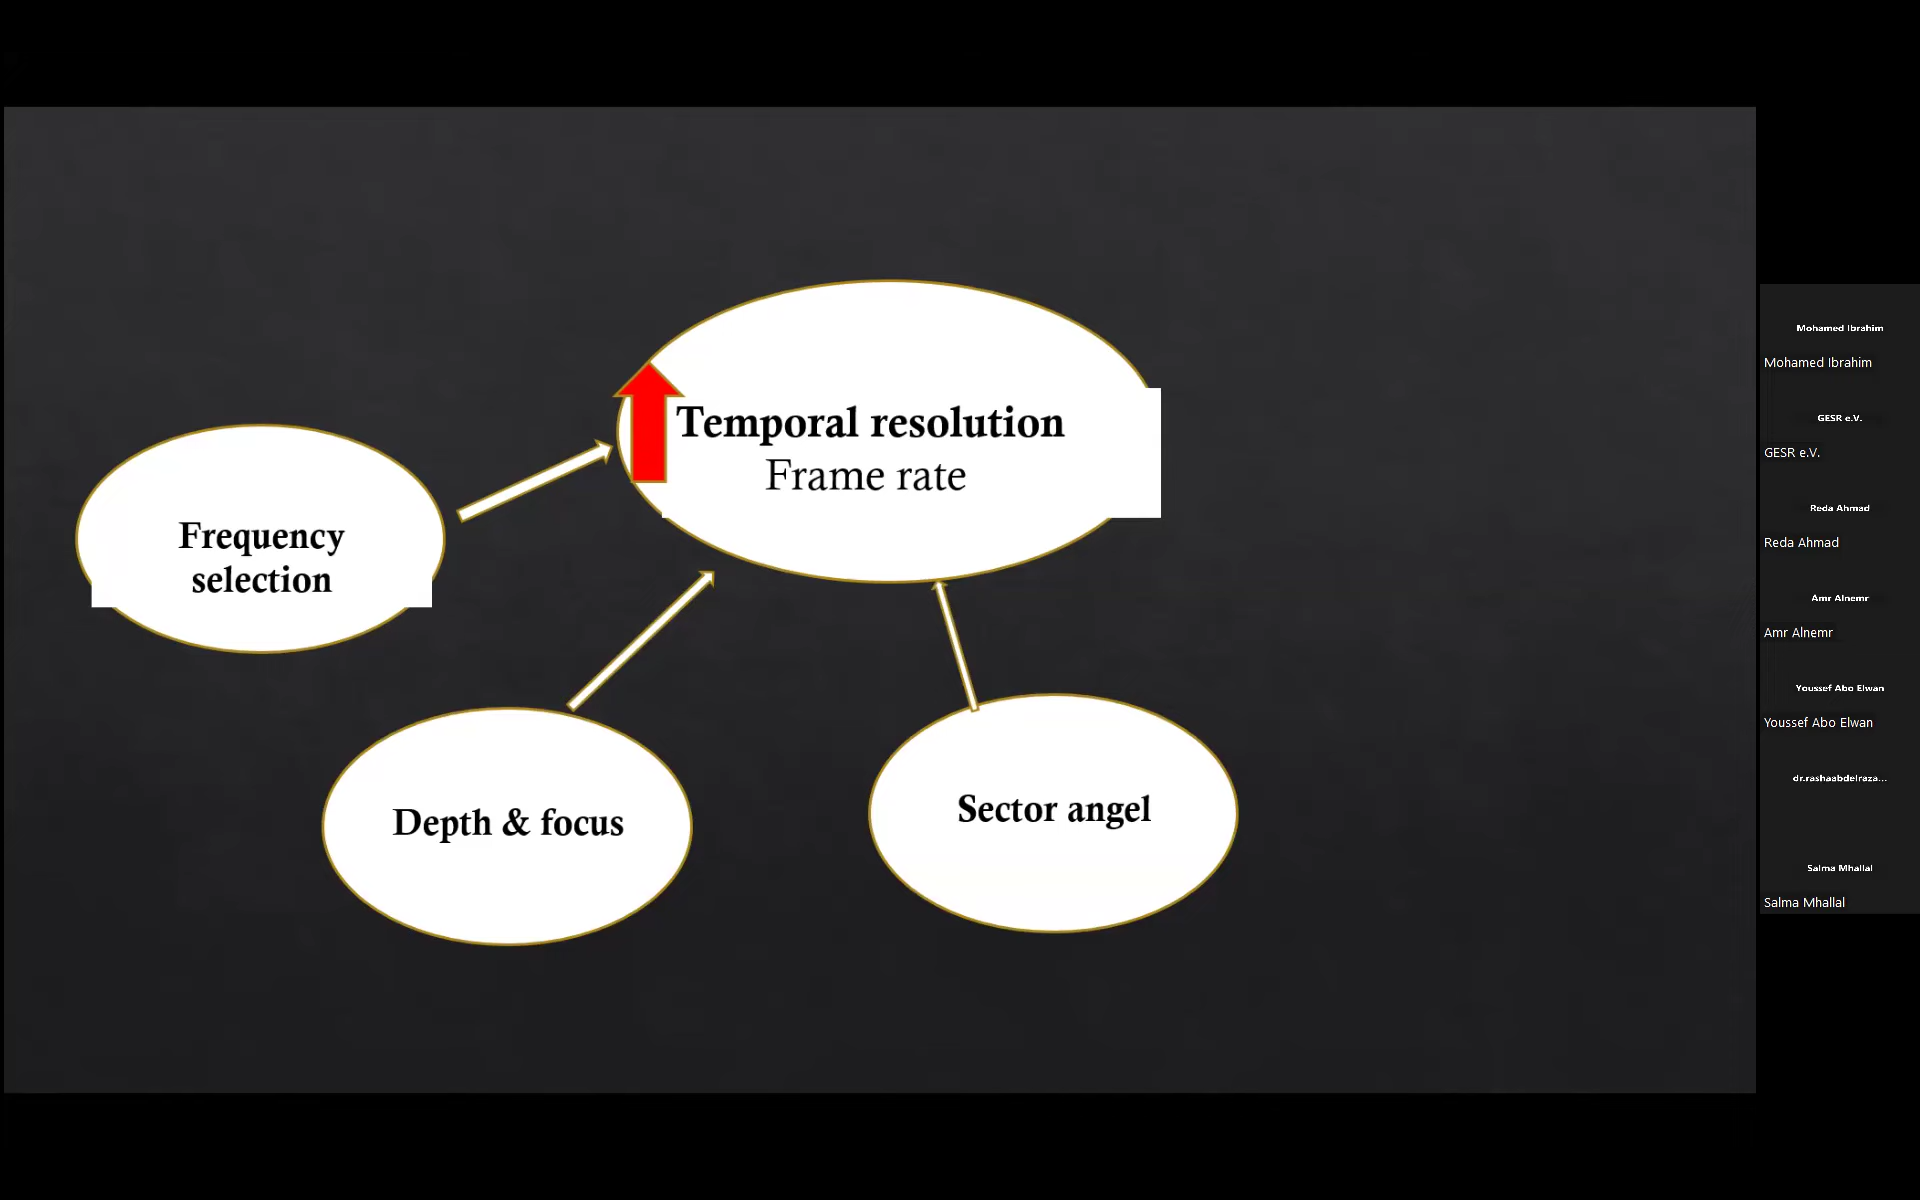 Temporal resolution
Frame rate
Frequency
selection
Depth & focus
Sector angel
Mohamed Ibrahim
Mohamed Ibrahim
GESR e.V.
GESR e.V.
Reda Ahmad
Reda Ahmad
Amr Alnemr
Amr Alnemr
Youssef Abo Elwan
Youssef Abo Elwan
dr.rashaabdelraza...
Salma Mhallal
Salma Mhallal